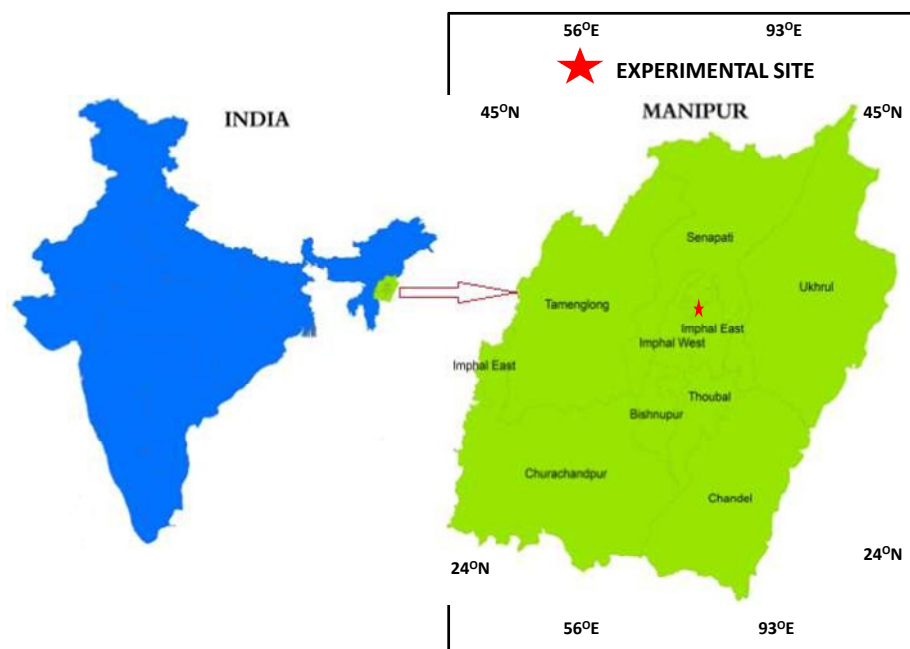 56ᴼE 93ᴼE
EXPERIMENTAL SITE
INDIA
45ᴼN MANIPUR 45ᴼN
Senapati
Ukhrul
Tamenglong
Imphal East
Imphal West
Imphal East
Thoubal
Bishnupur
Churachandpur
Chandel
24ᴼN 24ᴼN
56ᴼE 93ᴼE